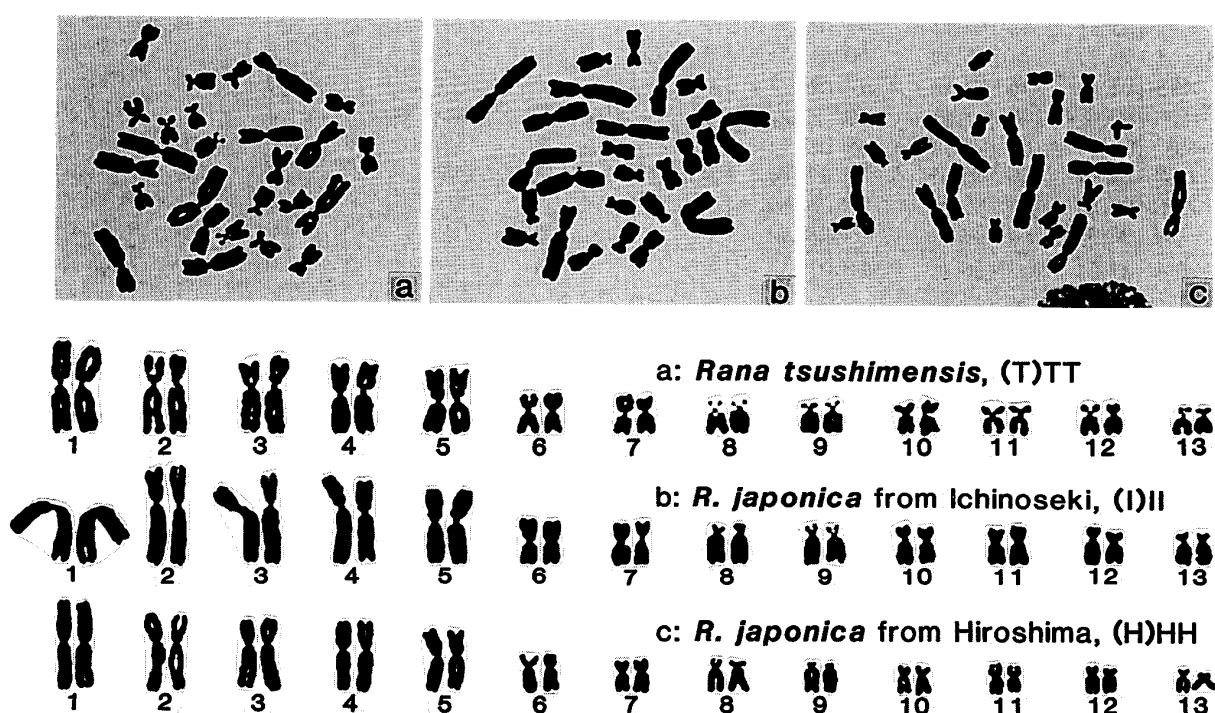 a
b
c
a: Rana tsushimensis, (T)TT
1 2 3 4 5 6 7 8 9 10 11 12 13
b: R. japonica from Ichinoseki, (I)II
1 2 3 4 5 6 7 8 9 10 11 12 13
c: R. japonica from Hiroshima, (H)HH
1 2 3 4 5 6 7 8 9 10 11 12 13